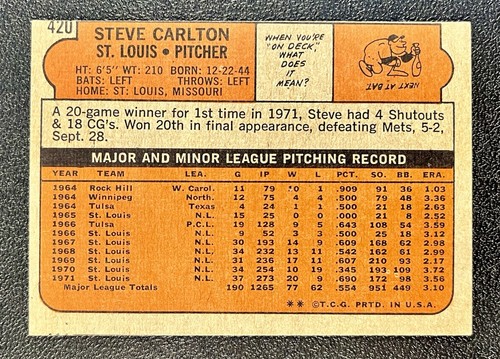 420
STEVE CARLTON
ST. LOUIS • PITCHER
HT: 6'5" WT: 210 BORN: 12-22-44
BATS: LEFT THROWS: LEFT
HOME: ST. LOUIS, MISSOURI
WHEN YOU'RE
"ON DECK,"
WHAT
DOES
IT
MEAN?
NEXT AT BAT
A 20-game winner for 1st time in 1971, Steve had 4 Shutouts
& 18 CG's. Won 20th in final appearance, defeating Mets, 5-2,
Sept. 28.
MAJOR AND MINOR LEAGUE PITCHING RECORD
YEAR TEAM LEA. G IP W L PCT. SO. BB. ERA.
1964 Rock Hill W. Carol. 11 79 10 1 .909 91 36 1.03
1964 Winnipeg North. 12 75 4 4 .500 79 48 3.36
1964 Tulsa Texas 4 24 1 1 .500 21 18 2.63
1965 St. Louis N.L. 15 25 0 0 .000 21 8 2.52
1966 Tulsa P.C.L. 19 128 9 5 .643 108 54 3.59
1966 St. Louis N.L. 9 52 3 3 .500 25 18 3.12
1967 St. Louis N.L. 30 193 14 9 .609 168 62 2.98
1968 St. Louis N.L. 34 232 13 11 .542 162 61 2.99
1969 St. Louis N.L. 31 236 17 11 .607 210 93 2.17
1970 St. Louis N.L. 34 254 10 19 .345 193 109 3.72
1971 St. Louis N.L. 37 273 20 9 .690 172 98 3.56
Major League Totals 190 1265 77 62 .554 951 449 3.10
** ©T.C.G. PRTD. IN U.S.A.